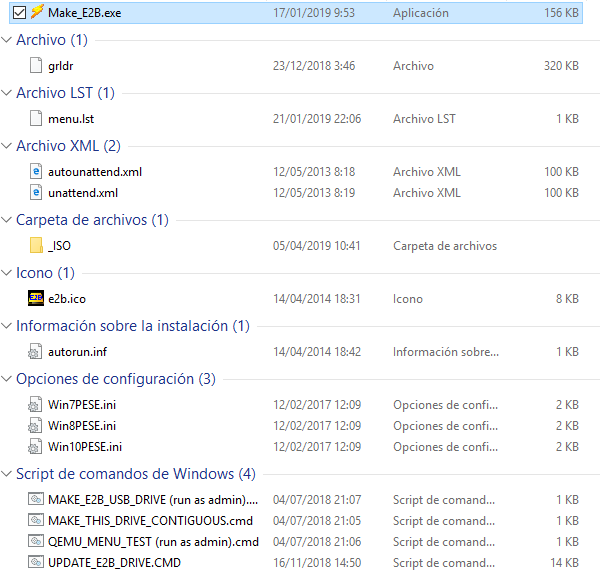 Make_E2B.exe 17/01/2019 9:53 Aplicación 156 KB
Archivo (1)
grldr 23/12/2018 3:46 Archivo 320 KB
Archivo LST (1)
menu.lst 21/01/2019 22:06 Archivo LST 1 KB
Archivo XML (2)
autounattend.xml 12/05/2013 8:18 Archivo XML 100 KB
unattend.xml 12/05/2013 8:19 Archivo XML 100 KB
Carpeta de archivos (1)
_ISO 05/04/2019 10:41 Carpeta de archivos
Icono (1)
E2B e2b.ico 14/04/2014 18:31 Icono 8 KB
Información sobre la instalación (1)
autorun.inf 14/04/2014 18:42 Información sobre... 1 KB
Opciones de configuración (3)
Win7PESE.ini 12/02/2017 12:09 Opciones de confi... 2 KB
Win8PESE.ini 12/02/2017 12:09 Opciones de confi... 2 KB
Win10PESE.ini 12/02/2017 12:09 Opciones de confi... 2 KB
Script de comandos de Windows (4)
MAKE_E2B_USB_DRIVE (run as admin).... 04/07/2018 21:07 Script de comand... 1 KB
MAKE_THIS_DRIVE_CONTIGUOUS.cmd 04/07/2018 21:05 Script de comand... 1 KB
QEMU_MENU_TEST (run as admin).cmd 04/07/2018 21:06 Script de comand... 1 KB
UPDATE_E2B_DRIVE.CMD 16/11/2018 14:50 Script de comand... 14 KB